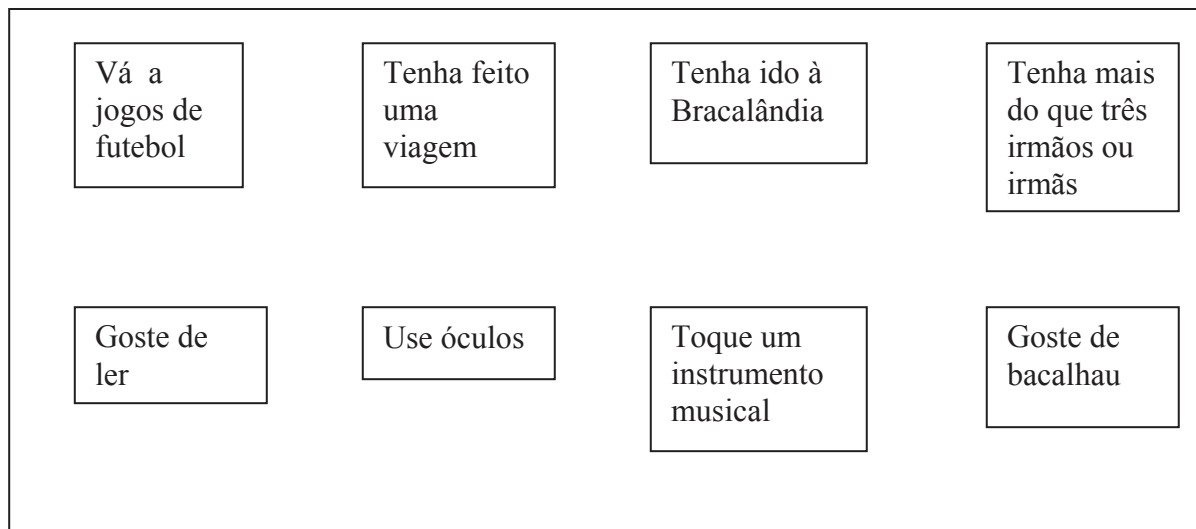 Vá a
jogos de
futebol
Tenha feito
uma
viagem
Tenha ido à
Bracalândia
Tenha mais
do que três
irmãos ou
irmãs
Goste de
ler
Use óculos
Toque um
instrumento
musical
Goste de
bacalhau